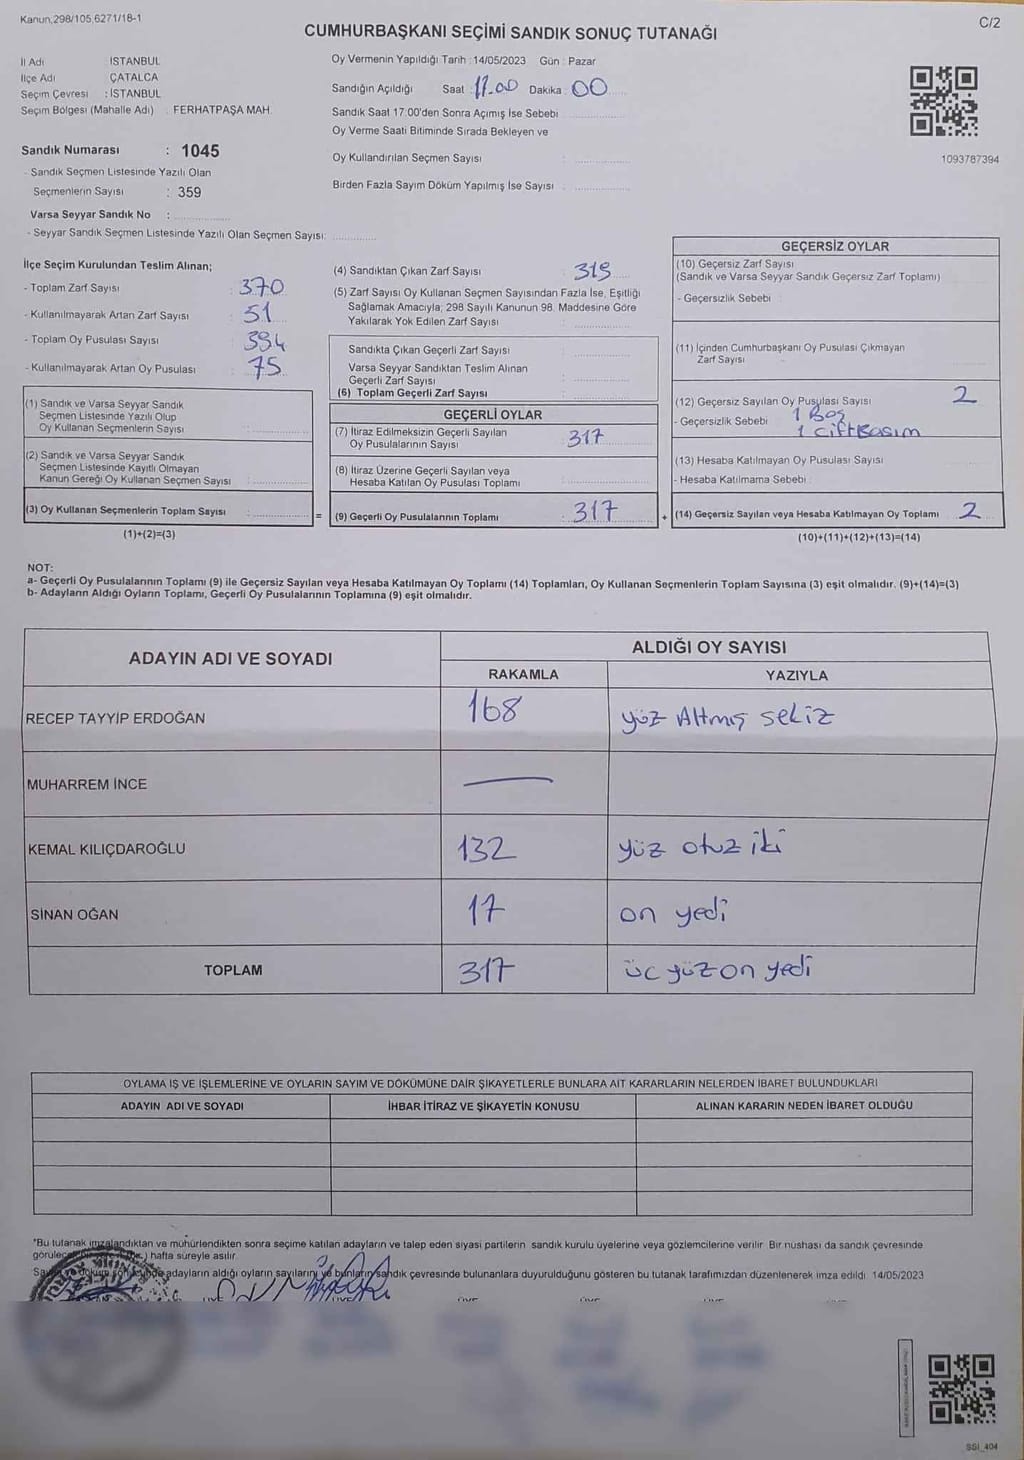 Kanun,298/105,6271/18-1
C/2
CUMHURBAŞKANI SEÇİMİ SANDIK SONUÇ TUTANAĞI
İl Adı : İSTANBUL
İlçe Adı : ÇATALCA
Seçim Çevresi : İSTANBUL
Seçim Bölgesi (Mahalle Adı) : FERHATPAŞA MAH.
Sandık Numarası : 1045
- Sandık Seçmen Listesinde Yazılı Olan
Seçmenlerin Sayısı : 359
Varsa Seyyar Sandık No :
- Seyyar Sandık Seçmen Listesinde Yazılı Olan Seçmen Sayısı:
Oy Vermenin Yapıldığı Tarih : 14/05/2023 Gün : Pazar
Sandığın Açıldığı Saat : 17.00 Dakika : 00
Sandık Saat 17:00'den Sonra Açımış İse Sebebi
Oy Verme Saati Bitiminde Sırada Bekleyen ve
Oy Kullandırılan Seçmen Sayısı :
Birden Fazla Sayım Döküm Yapılmış İse Sayısı :
1093787394
İlçe Seçim Kurulundan Teslim Alınan;
- Toplam Zarf Sayısı : 370
- Kullanılmayarak Artan Zarf Sayısı : 51
- Toplam Oy Pusulası Sayısı : 394
- Kullanılmayarak Artan Oy Pusulası : 75
(1) Sandık ve Varsa Seyyar Sandık
Seçmen Listesinde Yazılı Olup
Oy Kullanan Seçmenlerin Sayısı :
(2) Sandık ve Varsa Seyyar Sandık
Seçmen Listesinde Kayıtlı Olmayan
Kanun Gereği Oy Kullanan Seçmen Sayısı :
(3) Oy Kullanan Seçmenlerin Toplam Sayısı :
(1)+(2)=(3)
=
(4) Sandıktan Çıkan Zarf Sayısı : 319
(5) Zarf Sayısı Oy Kullanan Seçmen Sayısından Fazla İse, Eşitliği
Sağlamak Amacıyla; 298 Sayılı Kanunun 98. Maddesine Göre
Yakılarak Yok Edilen Zarf Sayısı :
Sandıkta Çıkan Geçerli Zarf Sayısı :
Varsa Seyyar Sandıktan Teslim Alınan
Geçerli Zarf Sayısı :
(6) Toplam Geçerli Zarf Sayısı :
GEÇERLİ OYLAR
(7) İtiraz Edilmeksizin Geçerli Sayılan
Oy Pusulalarının Sayısı : 317
(8) İtiraz Üzerine Geçerli Sayılan veya
Hesaba Katılan Oy Pusulası Toplamı :
(9) Geçerli Oy Pusulalarının Toplamı : 317
+
GEÇERSİZ OYLAR
(10) Geçersiz Zarf Sayısı :
(Sandık ve Varsa Seyyar Sandık Geçersiz Zarf Toplamı)
- Geçersizlik Sebebi :
(11) İçinden Cumhurbaşkanı Oy Pusulası Çıkmayan
Zarf Sayısı :
(12) Geçersiz Sayılan Oy Pusulası Sayısı : 2
- Geçersizlik Sebebi : 1 Boş
1 çift Basım
(13) Hesaba Katılmayan Oy Pusulası Sayısı :
- Hesaba Katılmama Sebebi :
(14) Geçersiz Sayılan veya Hesaba Katılmayan Oy Toplamı : 2
(10)+(11)+(12)+(13)=(14)
NOT:
a- Geçerli Oy Pusulalarının Toplamı (9) ile Geçersiz Sayılan veya Hesaba Katılmayan Oy Toplamı (14) Toplamları, Oy Kullanan Seçmenlerin Toplam Sayısına (3) eşit olmalıdır. (9)+(14)=(3)
b- Adayların Aldığı Oyların Toplamı, Geçerli Oy Pusulalarının Toplamına (9) eşit olmalıdır.
ADAYIN ADI VE SOYADI
ALDIĞI OY SAYISI
RAKAMLA YAZIYLA
RECEP TAYYİP ERDOĞAN 168 yüz Altmış sekiz
MUHARREM İNCE
KEMAL KILIÇDAROĞLU 132 yüz otuz iki
SİNAN OĞAN 17 on yedi
TOPLAM 317 üç yüz on yedi
OYLAMA İŞ VE İŞLEMLERİNE VE OYLARIN SAYIM VE DÖKÜMÜNE DAİR ŞİKAYETLERLE BUNLARA AİT KARARLARIN NELERDEN İBARET BULUNDUKLARI
ADAYIN ADI VE SOYADI İHBAR İTİRAZ VE ŞİKAYETİN KONUSU ALINAN KARARIN NEDEN İBARET OLDUĞU
"Bu tutanak imzalandıktan ve mühürlendikten sonra seçime katılan adayların ve talep eden siyasi partilerin sandık kurulu üyelerine veya gözlemcilerine verilir. Bir nüshası da sandık çevresinde
hafta süreyle asılır.
adayların aldığı oyların sayılarını ve bunların sandık çevresinde bulunanlara duyurulduğunu gösteren bu tutanak tarafımızdan düzenlenerek imza edildi. 14/05/2023
SSI_404